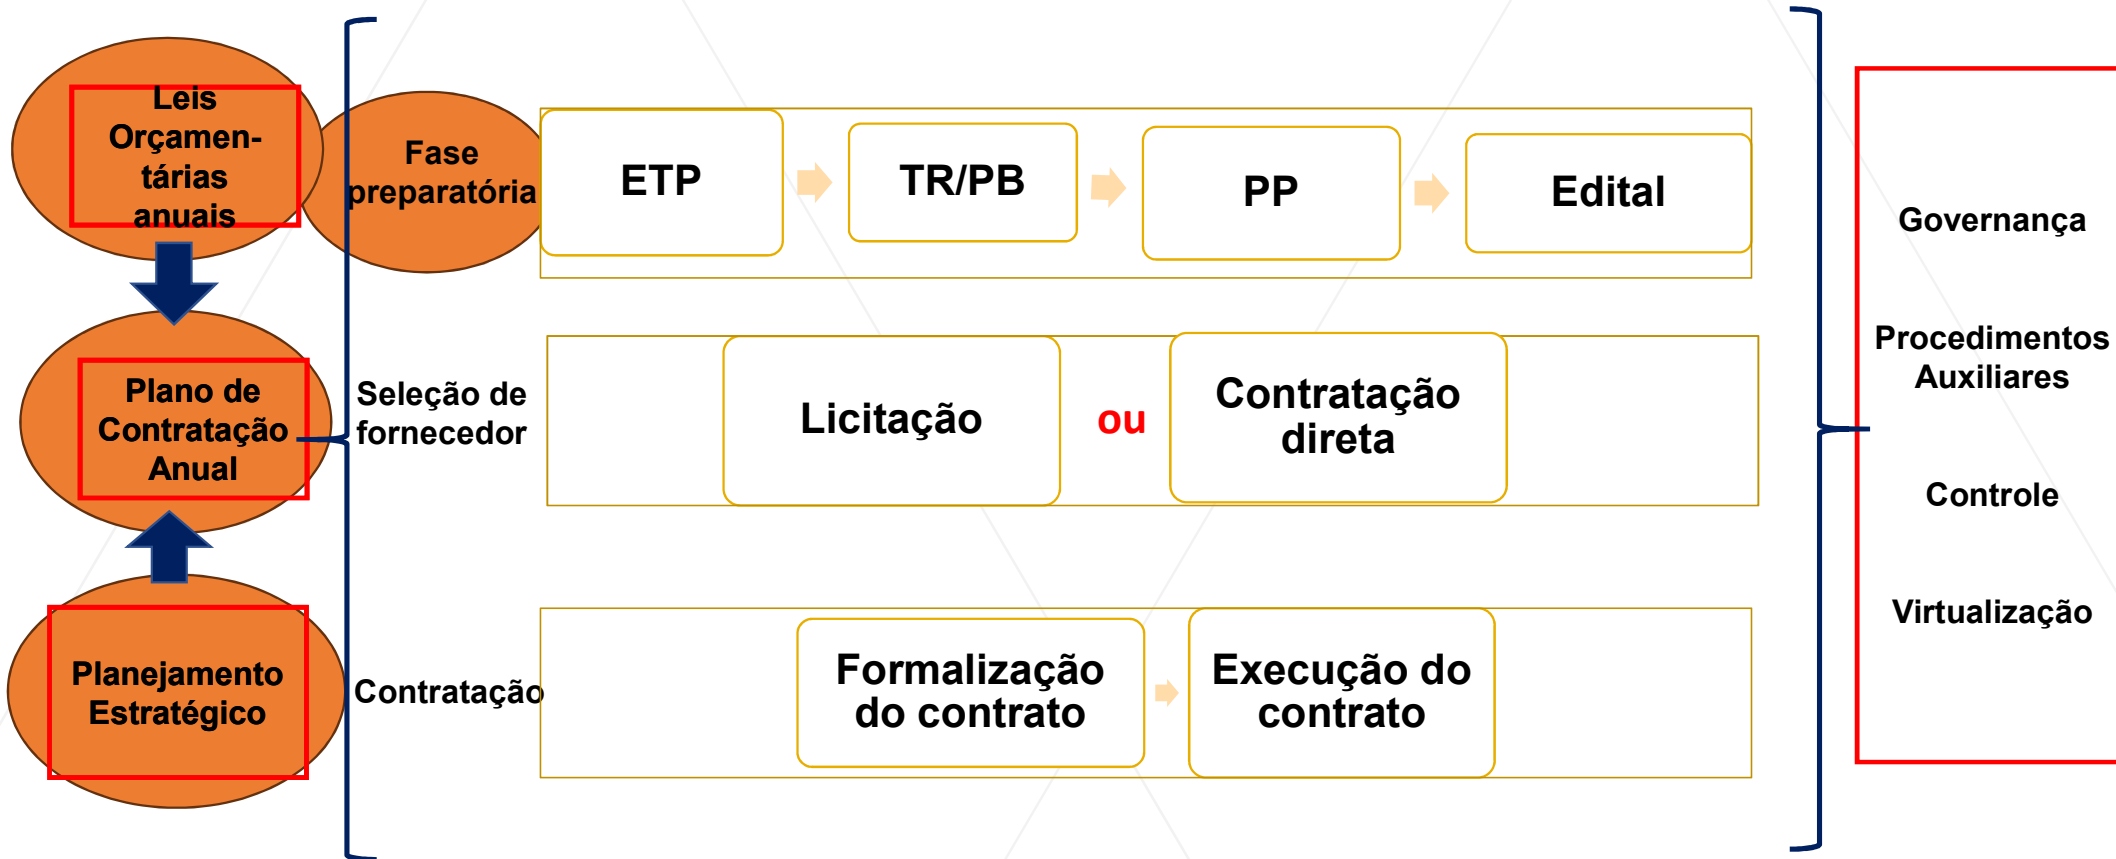 Leis
Orçamen-
tárias
anuais
Plano de
Contratação
Anual
Planejamento
Estratégico
Fase
preparatória
ETP
TR/PB
PP
Edital
Seleção de
fornecedor
Licitação
ou
Contratação
direta
Contratação
Formalização
do contrato
Execução do
contrato
Governança
Procedimentos
Auxiliares
Controle
Virtualização